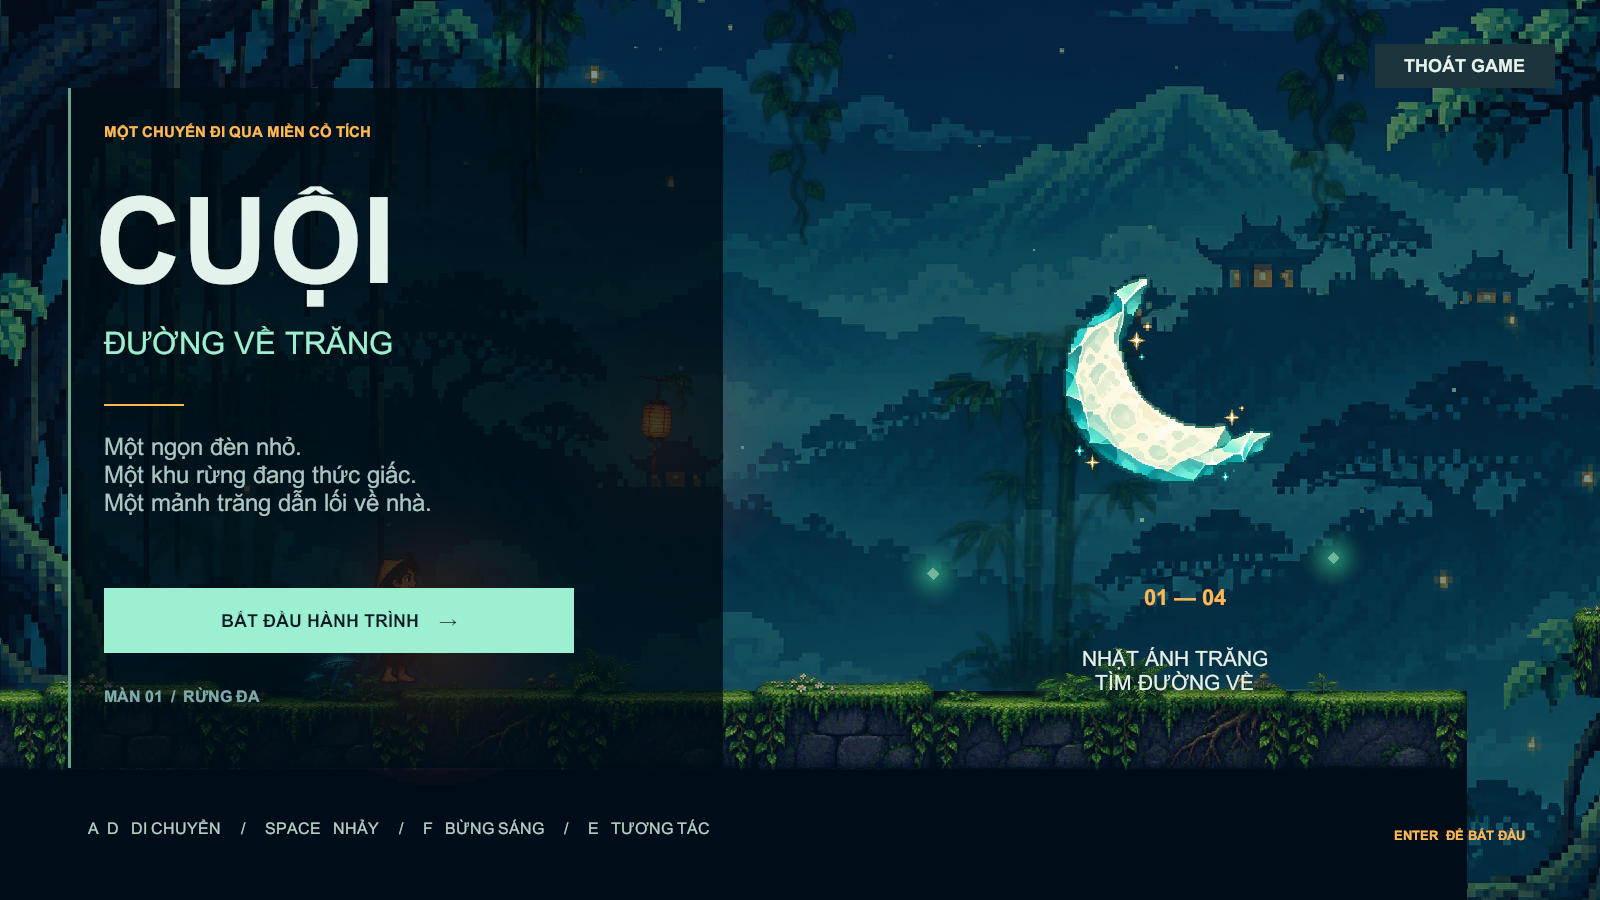 THOÁT GAME
MỘT CHUYẾN ĐI QUA MIỀN CỔ TÍCH
CUỘI
ĐƯỜNG VỀ TRĂNG
Một ngọn đèn nhỏ.
Một khu rừng đang thức giấc.
Một mảnh trăng dẫn lối về nhà.
BẮT ĐẦU HÀNH TRÌNH →
MÀN 01 / RỪNG ĐA
01 — 04
NHẶT ÁNH TRĂNG
TÌM ĐƯỜNG VỀ
A D DI CHUYỂN / SPACE NHẢY / F BỪNG SÁNG / E TƯƠNG TÁC
ENTER ĐỂ BẮT ĐẦU